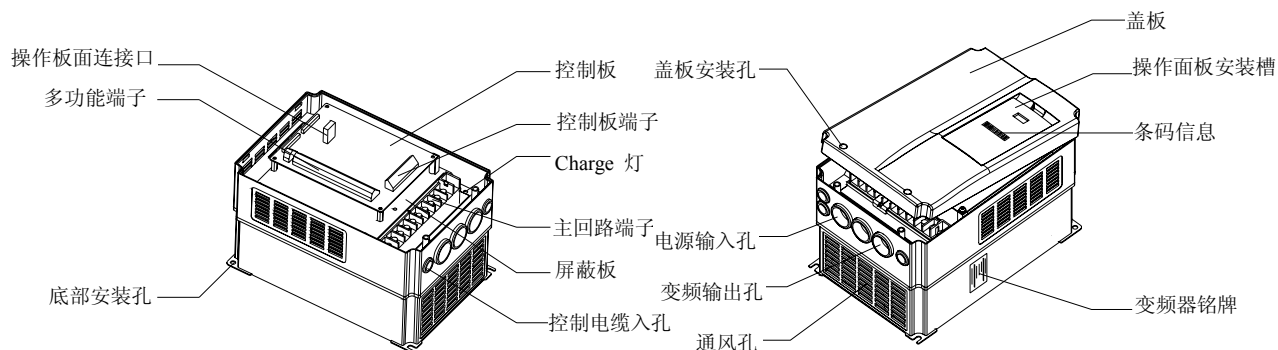 操作板面连接口
多功能端子
底部安装孔
控制板
控制板端子
Charge 灯
主回路端子
屏蔽板
控制电缆入孔
盖板安装孔
电源输入孔
变频输出孔
通风孔
盖板
操作面板安装槽
条码信息
变频器铭牌